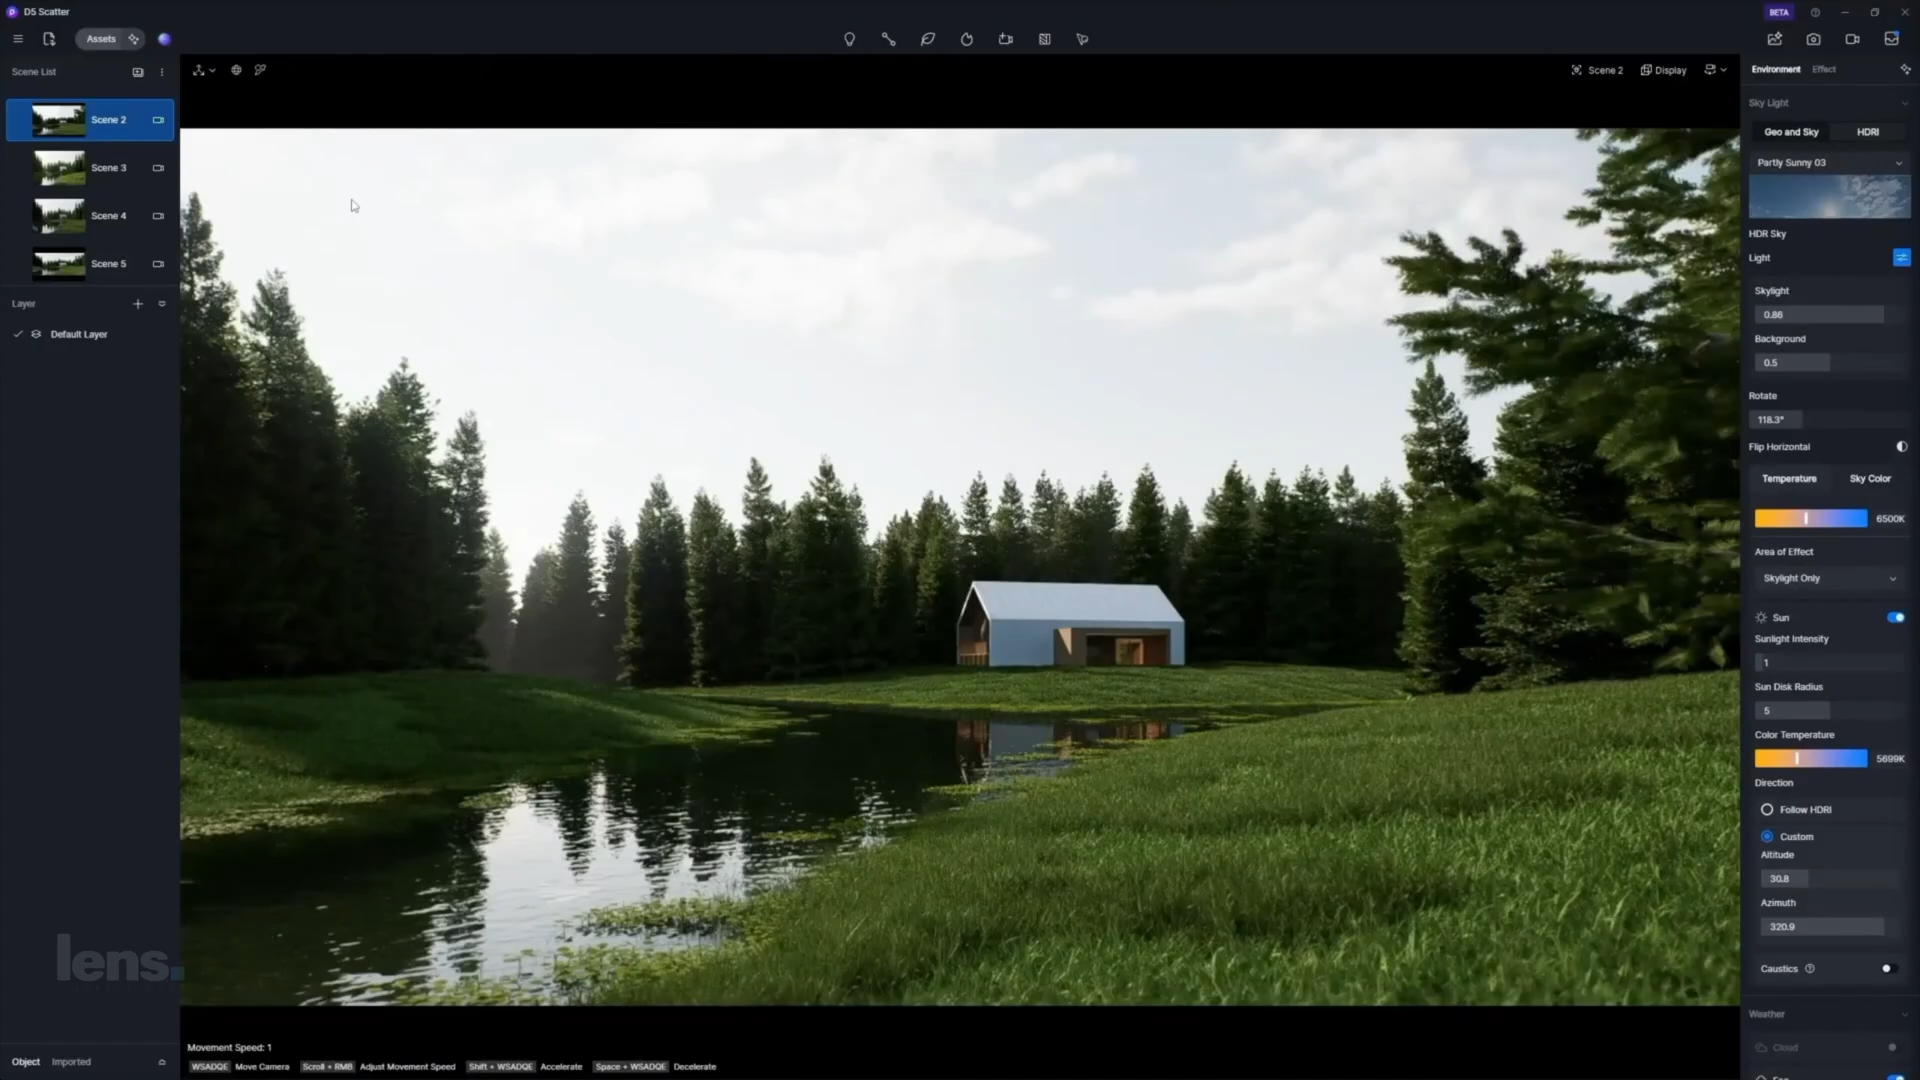 D5 Scatter
BETA
Assets
Scene List
Scene 2
Display
Environment
Effect
Scene 2
Scene 3
Scene 4
Scene 5
Layer
Default Layer
Sky Light
Geo and Sky
HDRI
Partly Sunny 03
HDR Sky
Light
Skylight
0.86
Background
0.5
Rotate
118.3°
Flip Horizontal
Temperature
Sky Color
6500K
Area of Effect
Skylight Only
Sun
Sunlight Intensity
1
Sun Disk Radius
5
Color Temperature
5699K
Direction
Follow HDRI
Custom
Altitude
30.8
Azimuth
320.9
Caustics
Weather
Cloud
lens.
Movement Speed: 1
WSADQE Move Camera Scroll + RMB Adjust Movement Speed Shift + WSADQE Accelerate Space + WSADQE Decelerate
Object
Imported